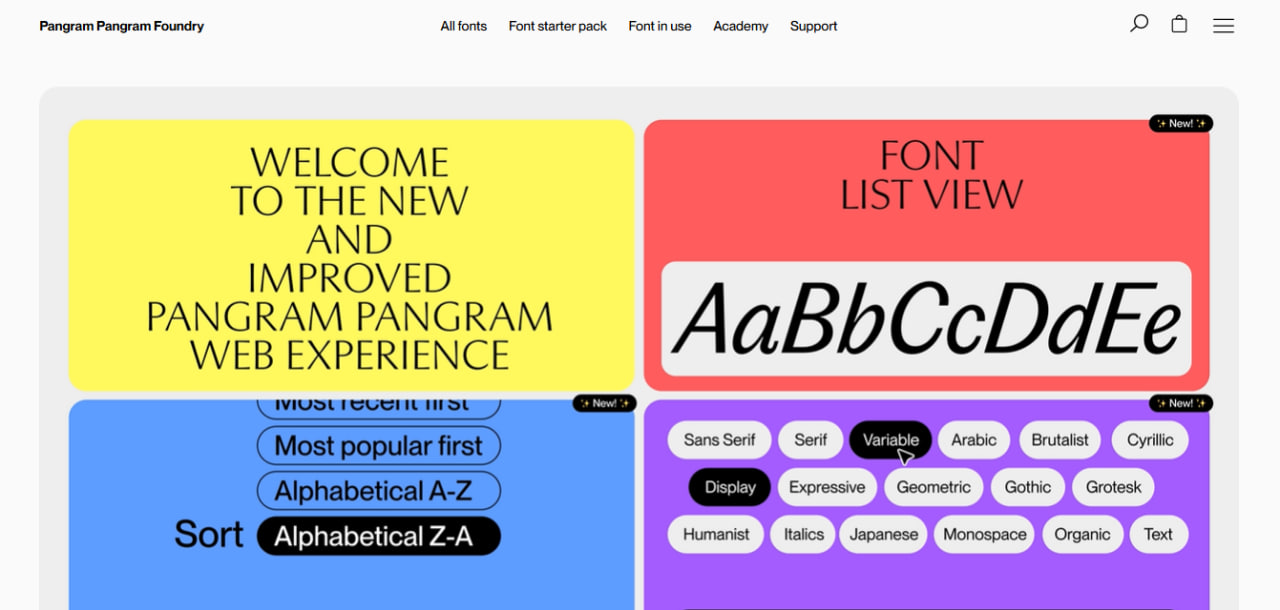 Pangram Pangram Foundry
All fonts
Font starter pack
Font in use
Academy
Support
WELCOME
TO THE NEW
AND
IMPROVED
PANGRAM PANGRAM
WEB EXPERIENCE
✨ New! ✨
FONT
LIST VIEW
AaBbCcDdEe
✨ New! ✨
Most recent first
Most popular first
Alphabetical A-Z
Sort Alphabetical Z-A
✨ New! ✨
Sans Serif Serif Variable Arabic Brutalist Cyrillic
Display Expressive Geometric Gothic Grotesk
Humanist Italics Japanese Monospace Organic Text